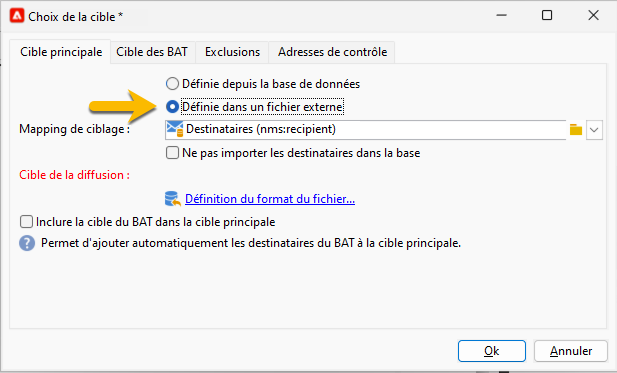 Choix de la cible *
Cible principale Cible des BAT Exclusions Adresses de contrôle
Définie depuis la base de données
Définie dans un fichier externe
Mapping de ciblage : Destinataires (nms:recipient)
Ne pas importer les destinataires dans la base
Cible de la diffusion :
Définition du format du fichier...
Inclure la cible du BAT dans la cible principale
Permet d'ajouter automatiquement les destinataires du BAT à la cible principale.
Ok Annuler